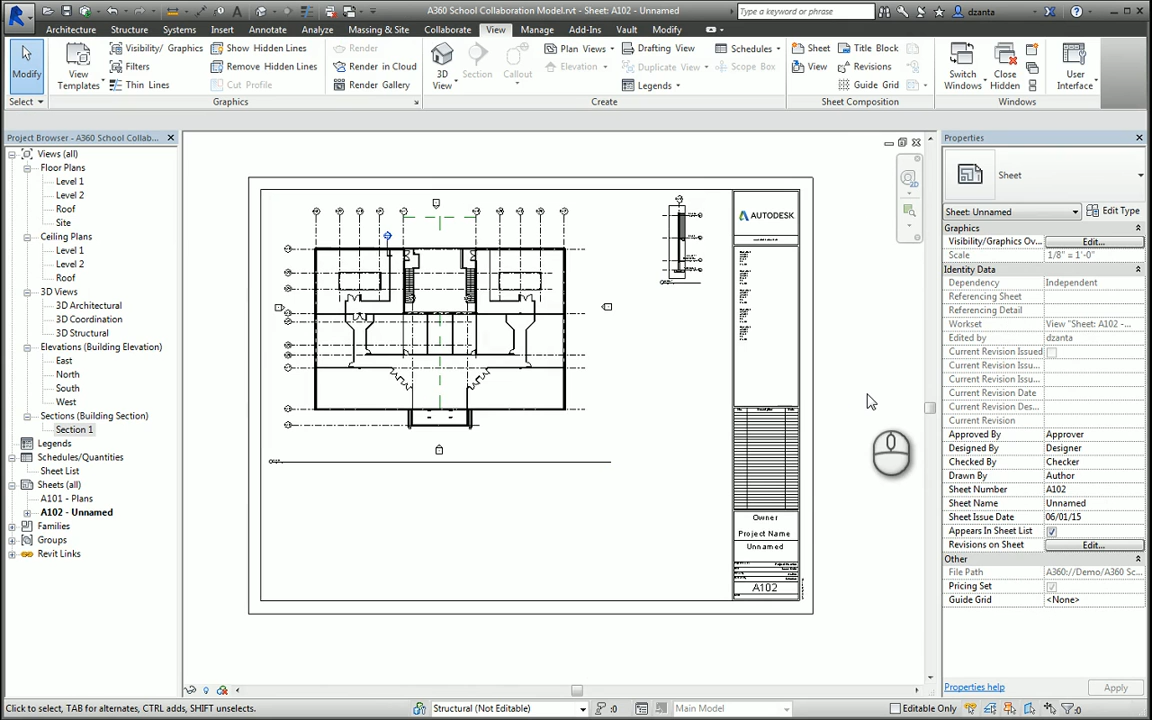 A360 School Collaboration Model.rvt - Sheet: A102 - Unnamed
Type a keyword or phrase
dzanta
Architecture Structure Systems Insert Annotate Analyze Massing & Site Collaborate View Manage Add-Ins Vault Modify
Modify
Select
View
Templates
Visibility/ Graphics
Filters
Thin Lines
Show Hidden Lines
Remove Hidden Lines
Cut Profile
Graphics
Render
Render in Cloud
Render Gallery
3D
View
Section
Callout
Plan Views
Elevation
Drafting View
Duplicate View
Legends
Schedules
Scope Box
Create
Sheet
View
Title Block
Revisions
Guide Grid
Sheet Composition
Switch
Windows
Close
Hidden
Windows
User
Interface
Project Browser - A360 School Collab...
Views (all)
Floor Plans
Level 1
Level 2
Roof
Site
Ceiling Plans
Level 1
Level 2
Roof
3D Views
3D Architectural
3D Coordination
3D Structural
Elevations (Building Elevation)
East
North
South
West
Sections (Building Section)
Section 1
Legends
Schedules/Quantities
Sheet List
Sheets (all)
A101 - Plans
A102 - Unnamed
Families
Groups
Revit Links
AUTODESK
Owner
Project Name
Unnamed
A102
2D
Properties
Sheet
Sheet: Unnamed
Edit Type
Graphics
Visibility/Graphics Ov... Edit...
Scale 1/8" = 1'-0"
Identity Data
Dependency Independent
Referencing Sheet
Referencing Detail
Workset View "Sheet: A102 -...
Edited by dzanta
Current Revision Issued
Current Revision Issu...
Current Revision Issu...
Current Revision Date
Current Revision Des...
Current Revision
Approved By Approver
Designed By Designer
Checked By Checker
Drawn By Author
Sheet Number A102
Sheet Name Unnamed
Sheet Issue Date 06/01/15
Appears In Sheet List
Revisions on Sheet Edit...
Other
File Path A360://Demo/A360 Sc...
Pricing Set
Guide Grid <None>
Properties help
Apply
Click to select, TAB for alternates, CTRL adds, SHIFT unselects.
Structural (Not Editable)
:0
Main Model
Editable Only
:0